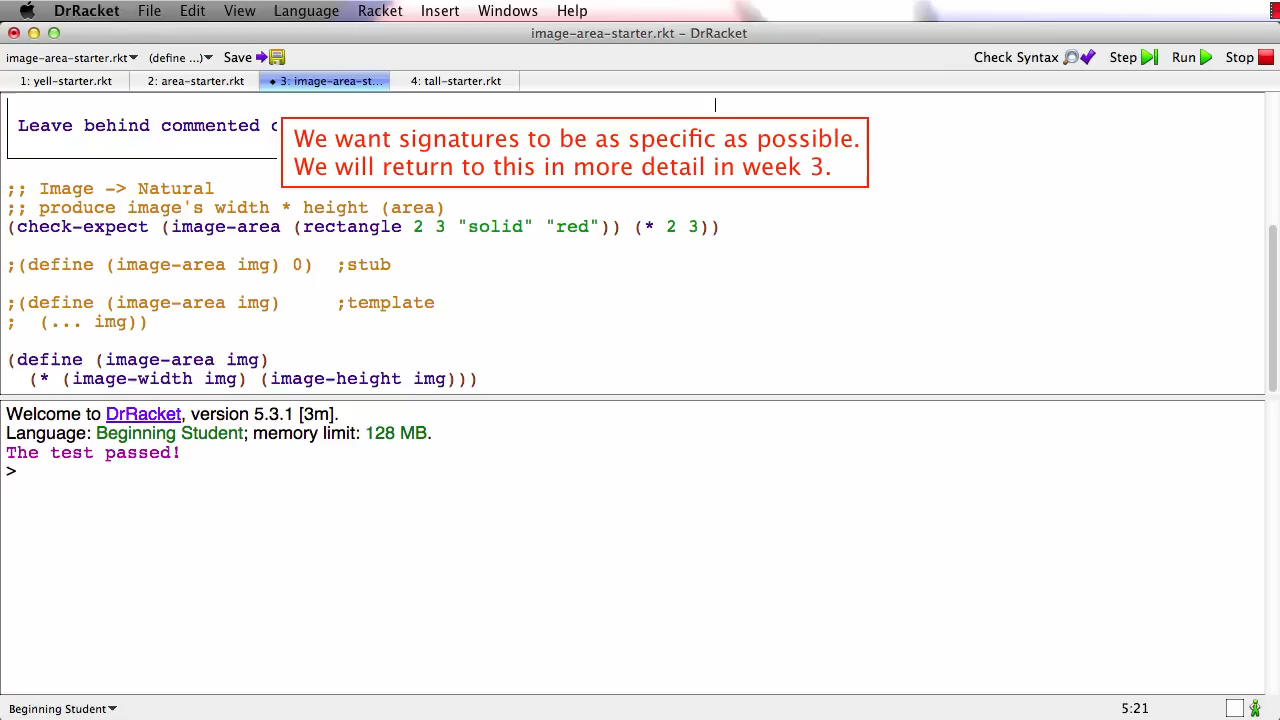 DrRacket File Edit View Language Racket Insert Windows Help
image-area-starter.rkt - DrRacket
image-area-starter.rkt▾ (define ...)▾ Save Check Syntax Step Run Stop
1: yell-starter.rkt 2: area-starter.rkt • 3: image-area-st... 4: tall-starter.rkt
Leave behind commented
We want signatures to be as specific as possible.
We will return to this in more detail in week 3.
;; Image -> Natural
;; produce image's width * height (area)
(check-expect (image-area (rectangle 2 3 "solid" "red")) (* 2 3))
;(define (image-area img) 0) ;stub
;(define (image-area img) ;template
; (... img))
(define (image-area img)
(* (image-width img) (image-height img)))
Welcome to DrRacket, version 5.3.1 [3m].
Language: Beginning Student; memory limit: 128 MB.
The test passed!
>
Beginning Student▾ 5:21